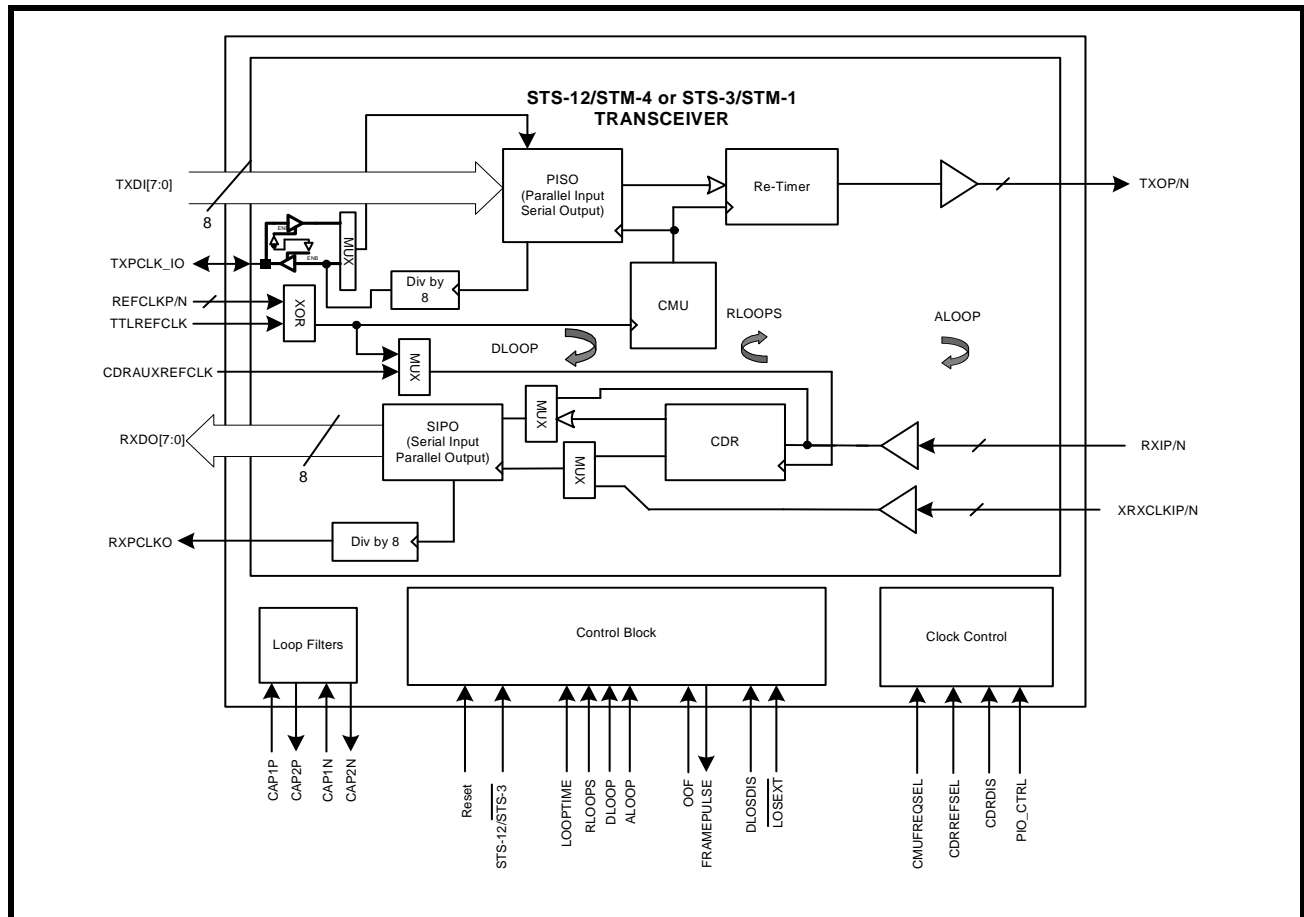 STS-12/STM-4 or STS-3/STM-1
TRANSCEIVER
TXDI[7:0]
8
PISO
(Parallel Input
Serial Output)
Re-Timer
TXOP/N
ENB
MUX
ENB
TXPCLK_IO
Div by
8
CMU
REFCLKP/N
TTLREFCLK
XOR
RLOOPS
ALOOP
DLOOP
CDRAUXREFCLK
MUX
MUX
RXDO[7:0]
8
SIPO
(Serial Input
Parallel Output)
CDR
RXIP/N
MUX
XRXCLKIP/N
RXPCLKO
Div by 8
Loop Filters
Control Block
Clock Control
CAP1P
CAP2P
CAP1N
CAP2N
Reset
STS-12/STS-3
LOOPTIME
RLOOPS
DLOOP
ALOOP
OOF
FRAMEPULSE
DLOSDIS
LOSEXT
CMUFREQSEL
CDRREFSEL
CDRDIS
PIO_CTRL